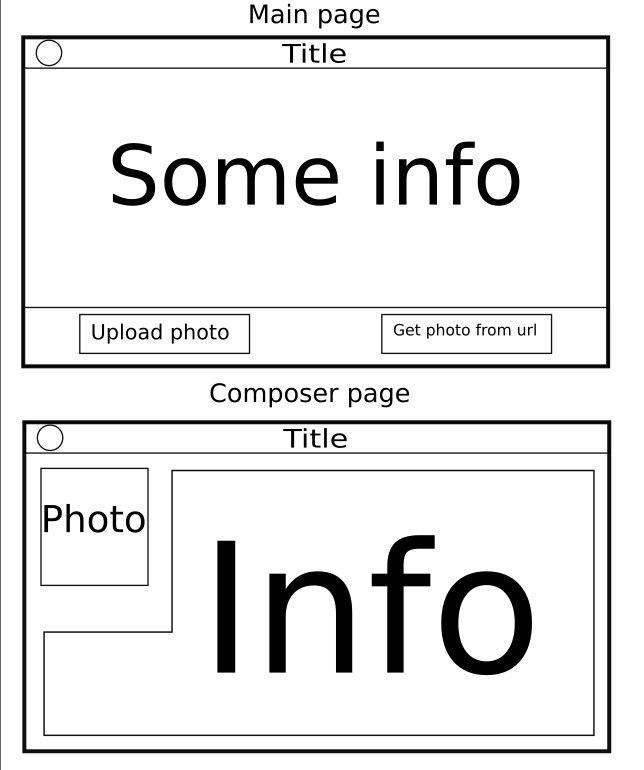 Main page
Title
Some info
Upload photo
Get photo from url
Composer page
Title
Photo
Info